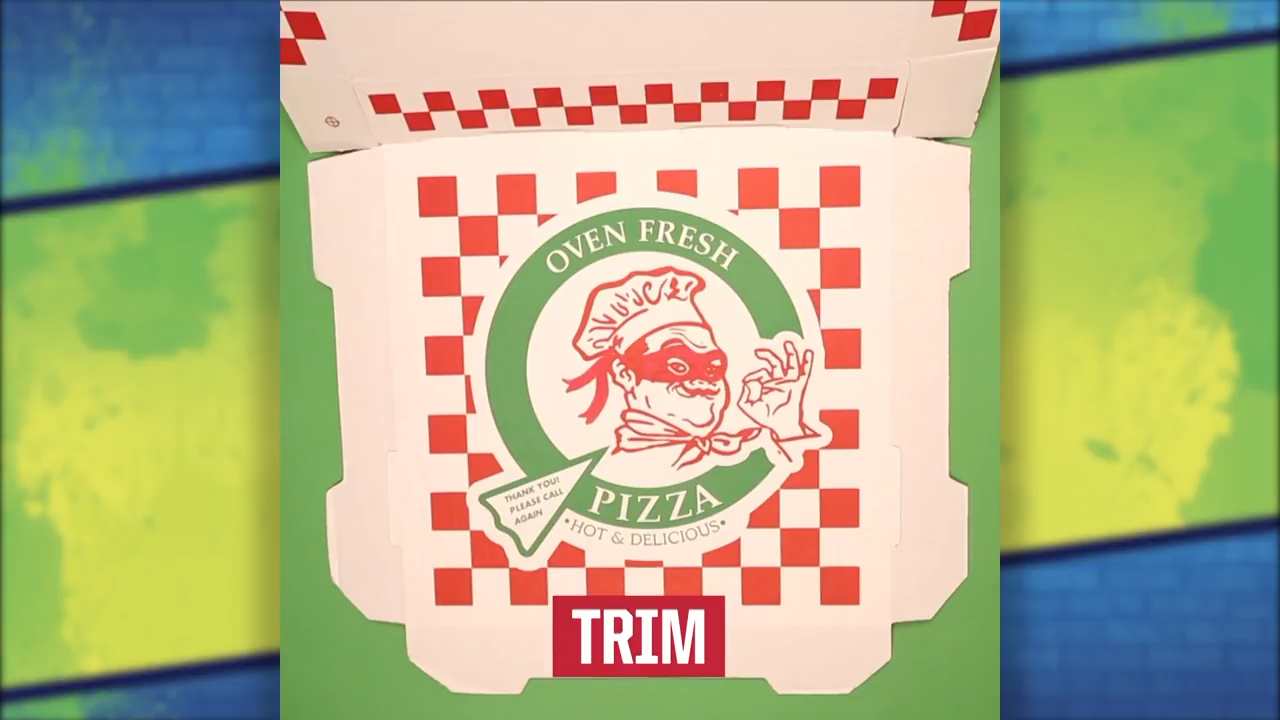 OVEN FRESH
THANK YOU!
PLEASE CALL
AGAIN
PIZZA
•HOT & DELICIOUS•
TRIM